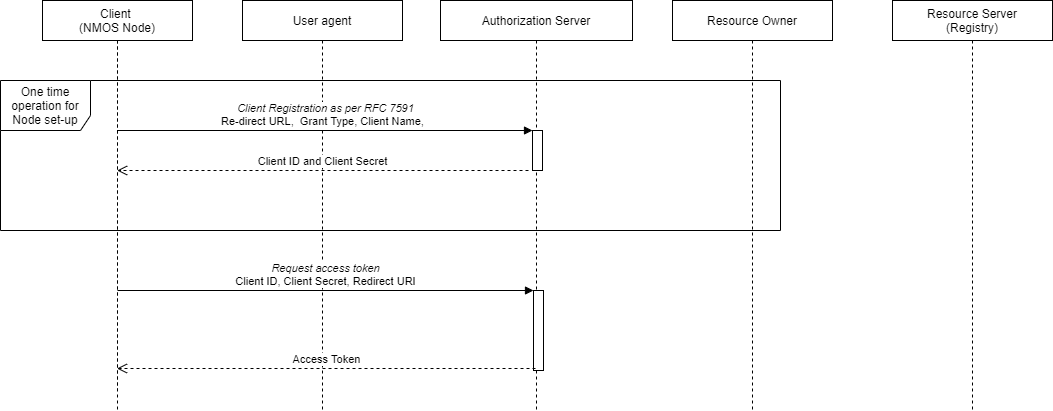 Client
(NMOS Node)
User agent
Authorization Server
Resource Owner
Resource Server
(Registry)
One time
operation for
Node set-up
Client Registration as per RFC 7591
Re-direct URL,  Grant Type, Client Name,
Client ID and Client Secret
Request access token
Client ID, Client Secret, Redirect URI
Access Token